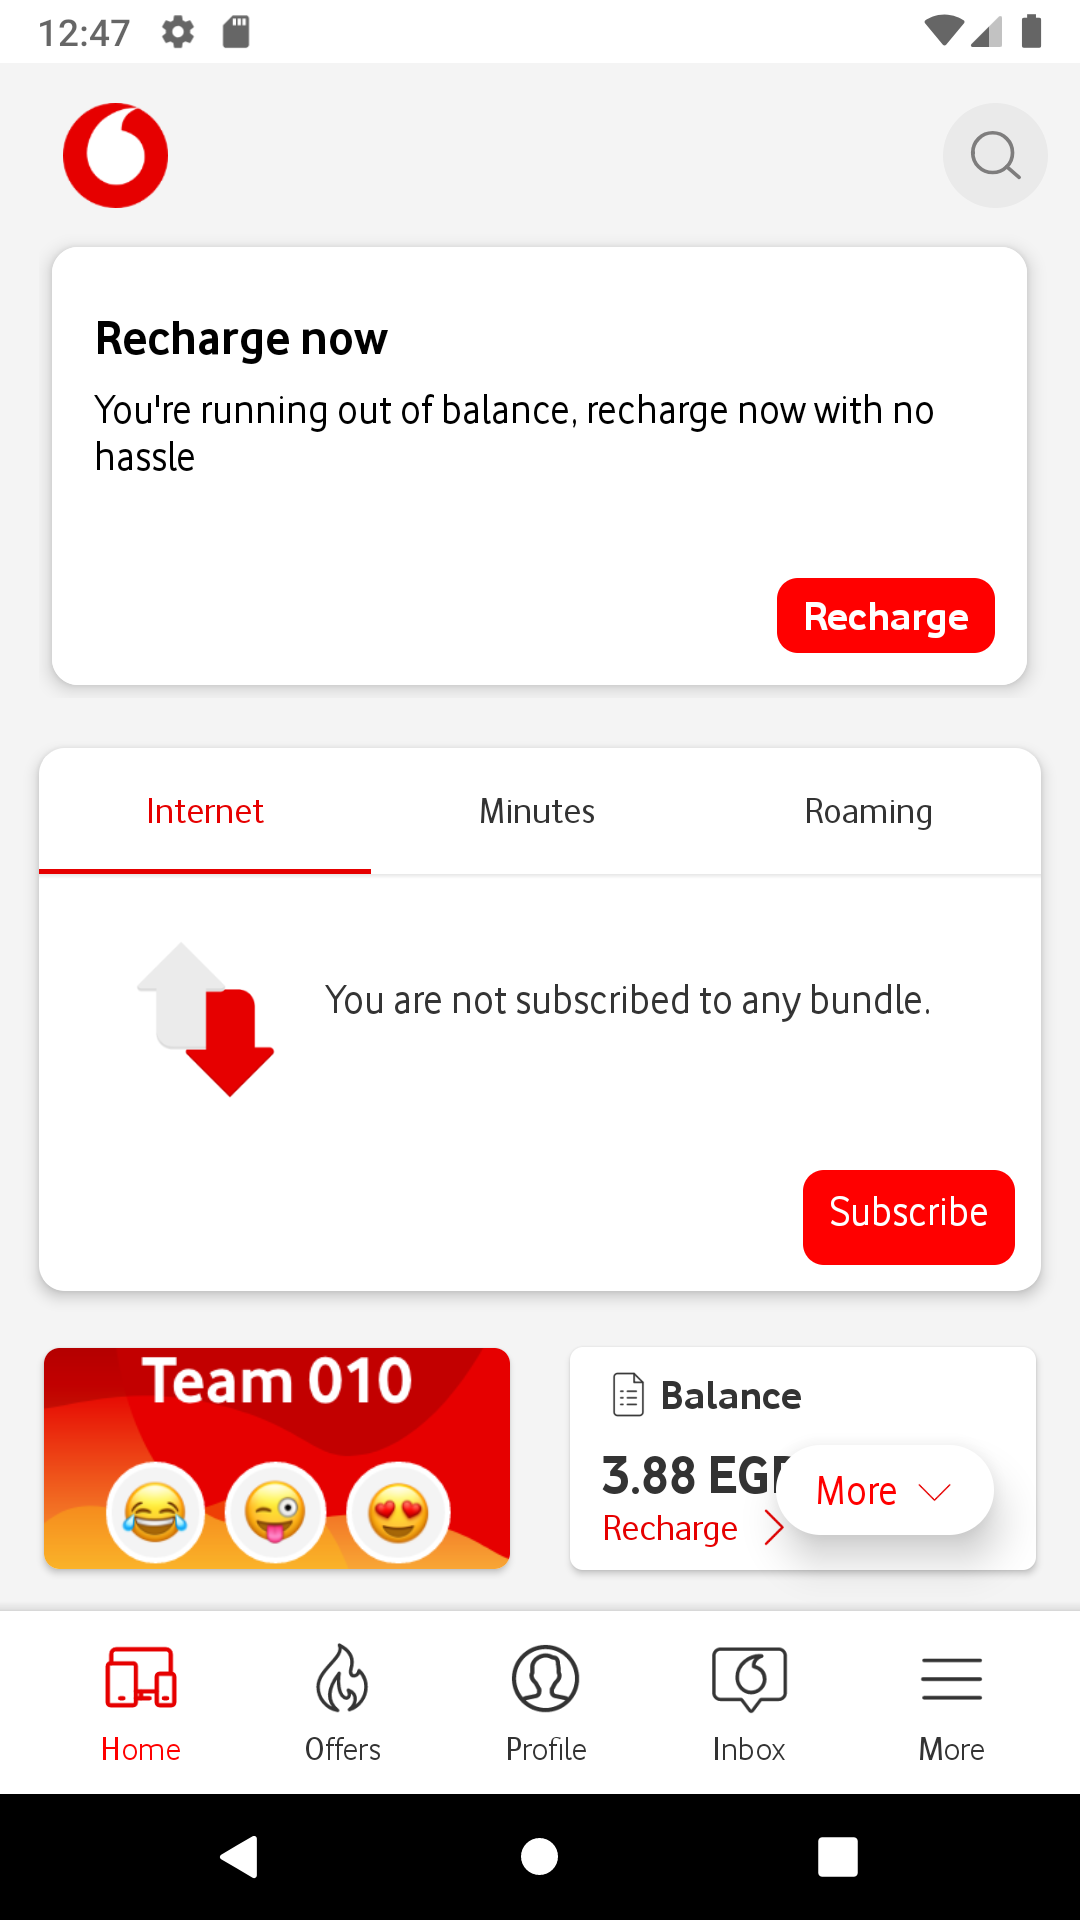 12:47
Recharge now
You're running out of balance, recharge now with no
hassle
Recharge
Internet
Minutes
Roaming
You are not subscribed to any bundle.
Subscribe
Team 010
Balance
3.88
More
Recharge
Home
Offers
Profile
Inbox
More